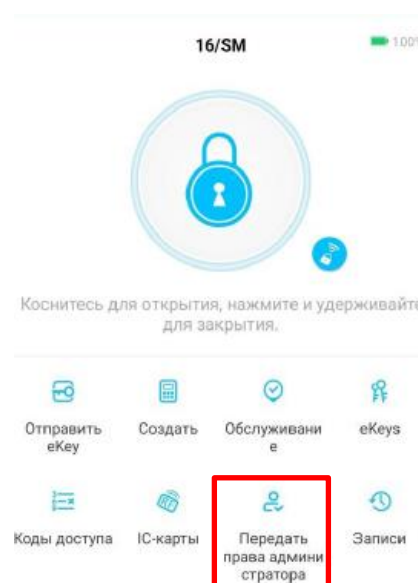 16/SM
100%
Коснитесь для открытия, нажмите и удерживайте
для закрытия.
Отправить
eKey
Создать
Обслуживани
е
eKeys
Коды доступа
IC-карты
Передать
права админи
стратора
Записи